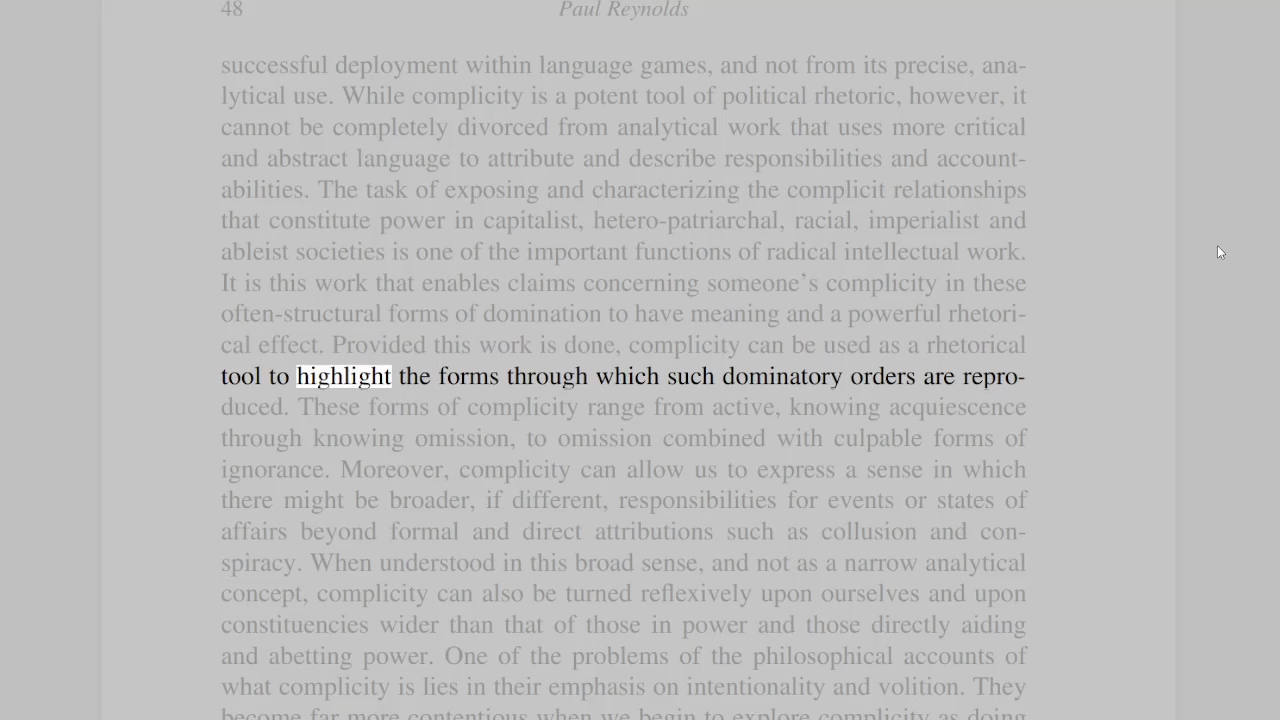 48
Paul Reynolds
successful deployment within language games, and not from its precise, ana-
lytical use. While complicity is a potent tool of political rhetoric, however, it
cannot be completely divorced from analytical work that uses more critical
and abstract language to attribute and describe responsibilities and account-
abilities. The task of exposing and characterizing the complicit relationships
that constitute power in capitalist, hetero-patriarchal, racial, imperialist and
ableist societies is one of the important functions of radical intellectual work.
It is this work that enables claims concerning someone’s complicity in these
often-structural forms of domination to have meaning and a powerful rhetori-
cal effect. Provided this work is done, complicity can be used as a rhetorical
tool to highlight the forms through which such dominatory orders are repro-
duced. These forms of complicity range from active, knowing acquiescence
through knowing omission, to omission combined with culpable forms of
ignorance. Moreover, complicity can allow us to express a sense in which
there might be broader, if different, responsibilities for events or states of
affairs beyond formal and direct attributions such as collusion and con-
spiracy. When understood in this broad sense, and not as a narrow analytical
concept, complicity can also be turned reflexively upon ourselves and upon
constituencies wider than that of those in power and those directly aiding
and abetting power. One of the problems of the philosophical accounts of
what complicity is lies in their emphasis on intentionality and volition. They
become far more contentious when we begin to explore complicity as doing